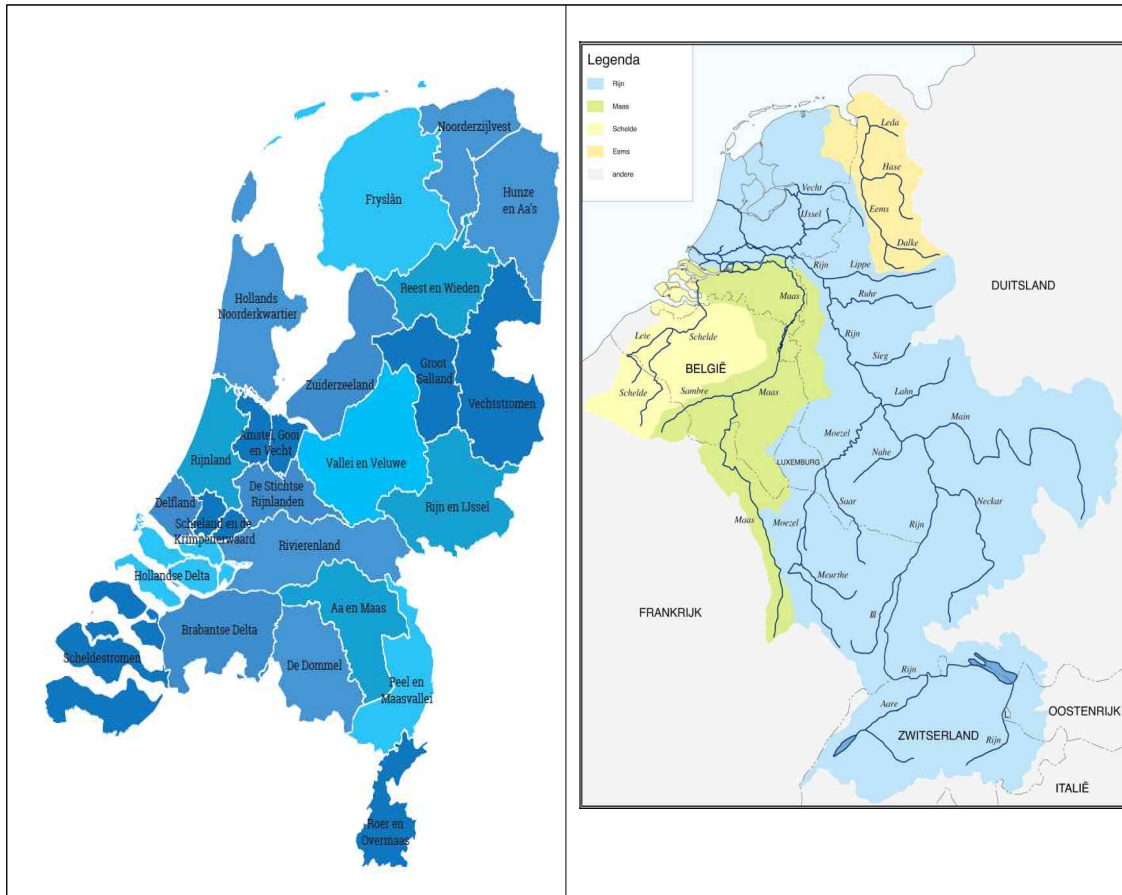 Noorderzijlvest
Fryslân
Hunze
en Aa's
Reest en Wieden
Hollands
Noorderkwartier
Groot
Salland
Zuiderzeeland
Vechtstromen
Amstel, Gooi
en Vecht
Rijnland
Vallei en Veluwe
De Stichtse
Rijnlanden
Delfland
Rijn en IJssel
Schieland en de
Krimpenerwaard
Rivierenland
Hollandse Delta
Aa en Maas
Brabantse Delta
Scheldestromen
De Dommel
Peel en
Maasvallei
Roer en
Overmaas
Legenda
Rijn
Maas
Schelde
Eems
andere
Leda
Hase
Vecht
IJssel
Eems
Dalke
Rijn
Lippe
DUITSLAND
Maas
Ruhr
Rijn
Leie
Schelde
Sieg
BELGIË
Schelde
Sambre
Maas
Lahn
Main
Moezel
Nahe
LUXEMBURG
Saar
Neckar
Maas
Moezel
Rijn
Meurthe
FRANKRIJK
Ill
Rijn
Aare
OOSTENRIJK
ZWITSERLAND
Rijn
ITALIË